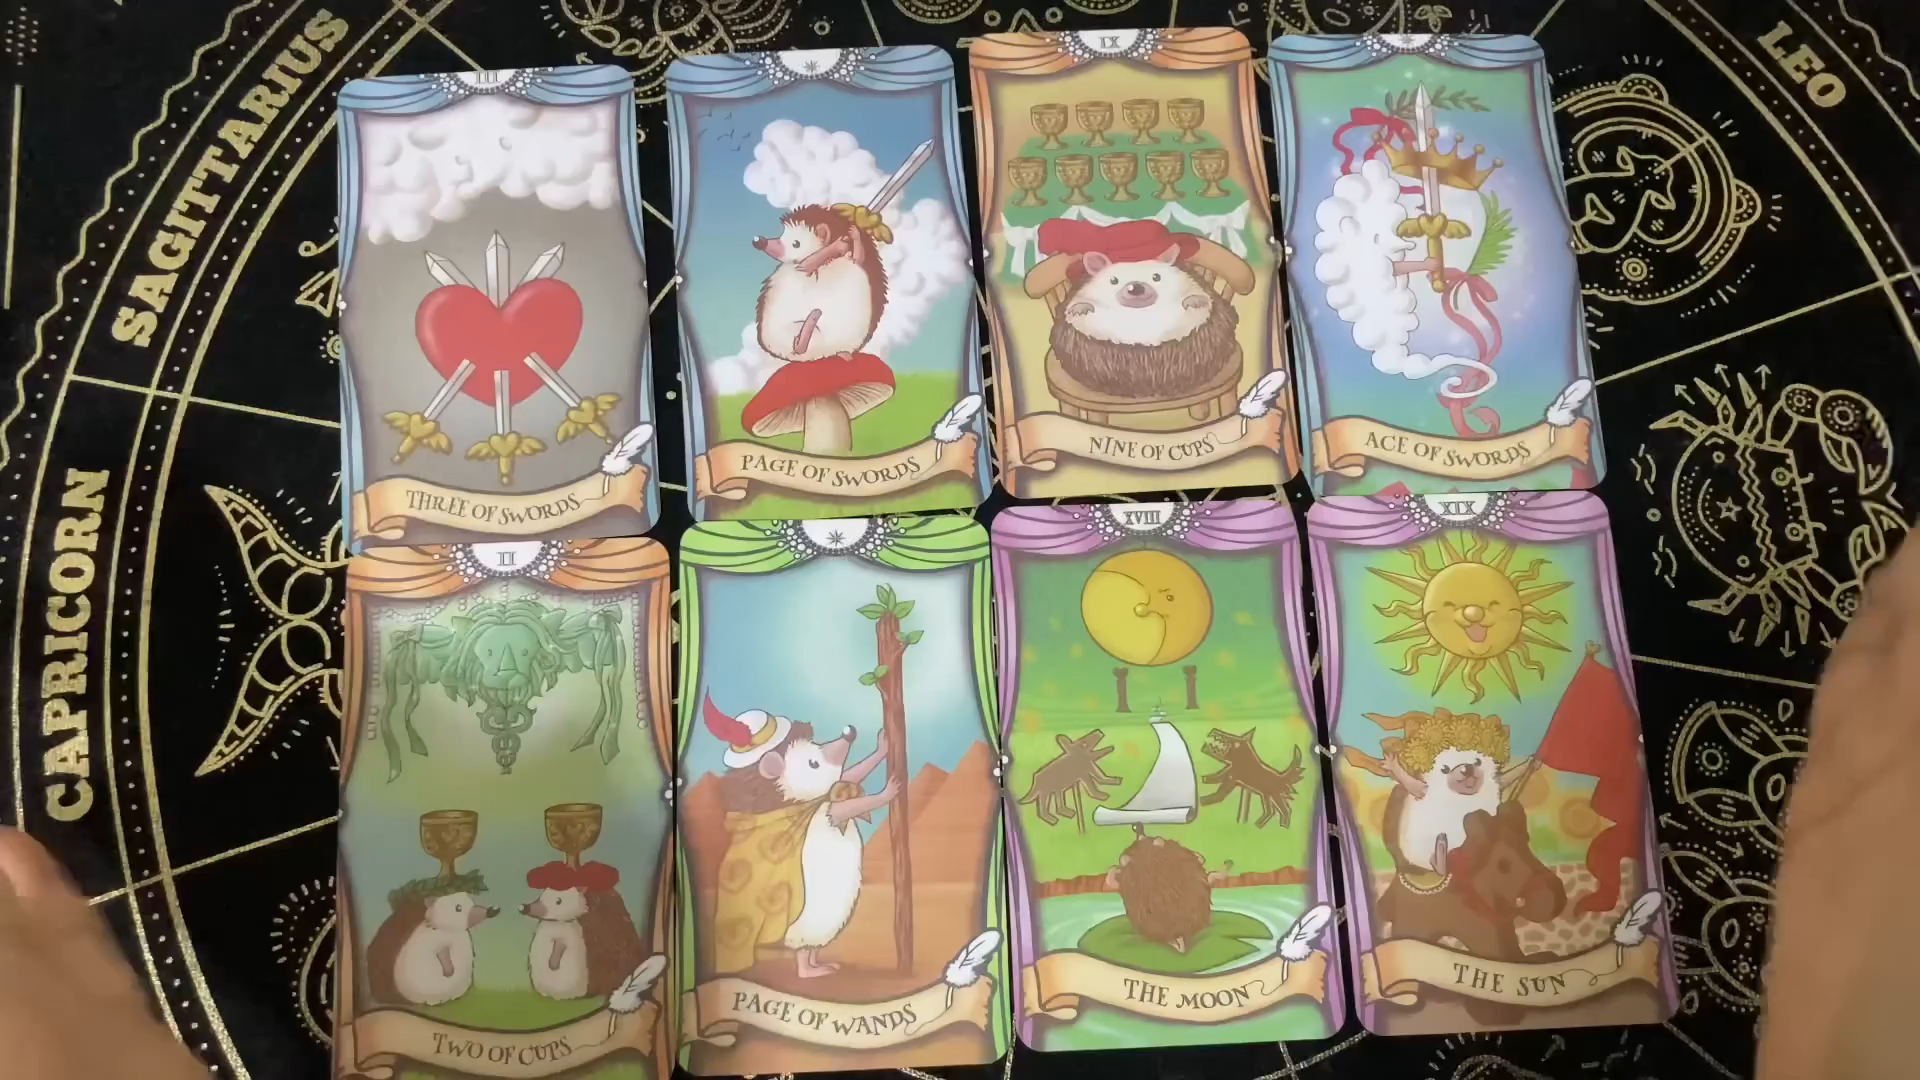 SAGITTARIUS
LEO
CAPRICORN
III
THREE OF SWORDS
PAGE OF SWORDS
IX
NINE OF CUPS
ACE OF SWORDS
II
TWO OF CUPS
PAGE OF WANDS
XVIII
THE MOON
XIX
THE SUN